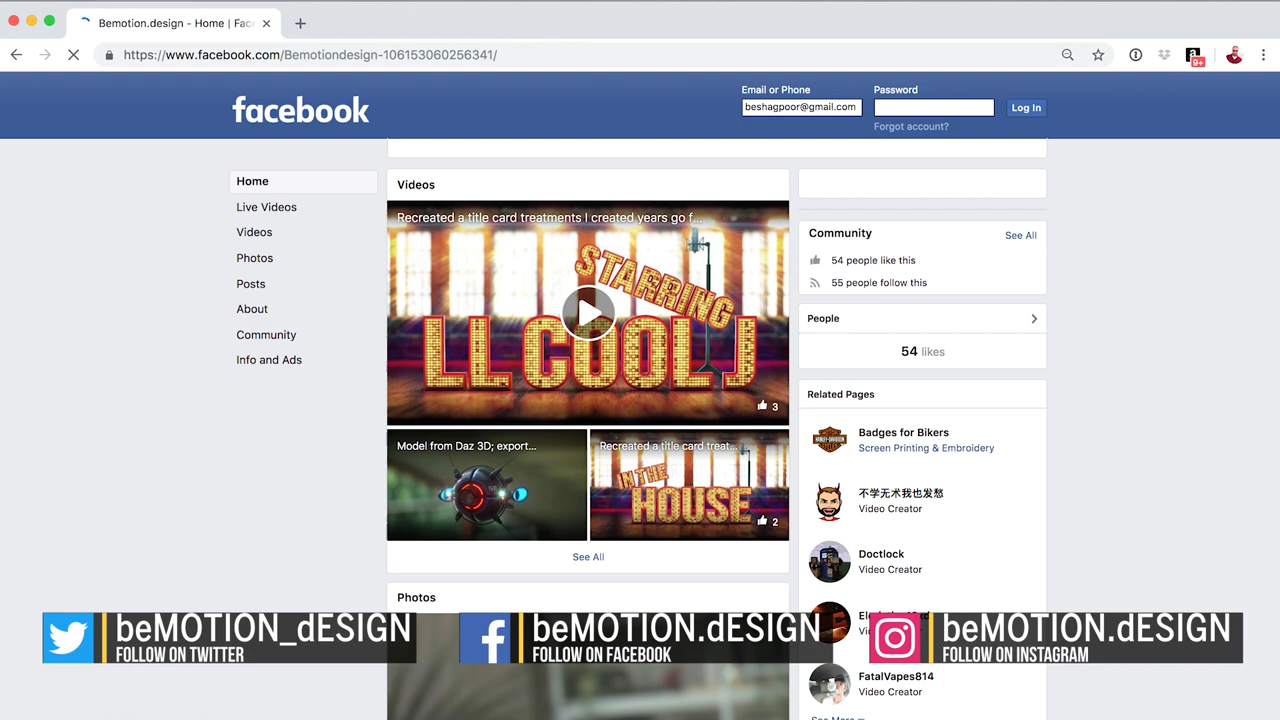 Bemotion.design - Home | Fac
https://www.facebook.com/Bemotiondesign-106153060256341/
9+
facebook
Email or Phone
Password
beshagpoor@gmail.com
Log In
Forgot account?
Home
Live Videos
Videos
Photos
Posts
About
Community
Info and Ads
Videos
Recreated a title card treatments I created years go f...
STARRING
LL COOL J
3
Model from Daz 3D; export...
Recreated a title card treat...
IN THE
HOUSE
2
See All
Photos
Community
See All
54 people like this
55 people follow this
People
54 likes
Related Pages
Badges for Bikers
Screen Printing & Embroidery
不学无术我也发愁
Video Creator
Doctlock
Video Creator
FatalVapes814
Video Creator
See More
beMOTION_dESIGN
FOLLOW ON TWITTER
beMOTION.dESIGN
FOLLOW ON FACEBOOK
beMOTION.dESIGN
FOLLOW ON INSTAGRAM